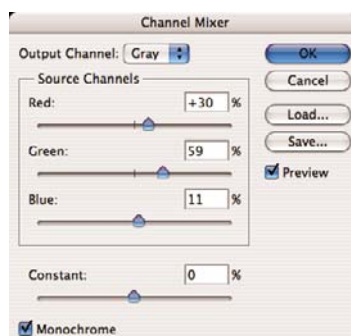 Channel Mixer
Output Channel: Gray
OK
Source Channels
Cancel
Red: +30 %
Load...
Save...
Green: 59 %
Preview
Blue: 11 %
Constant: 0 %
Monochrome